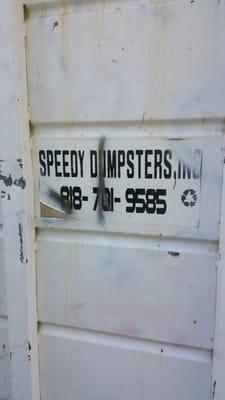 SPEEDY DUMPSTERS, INC
818-701-9585